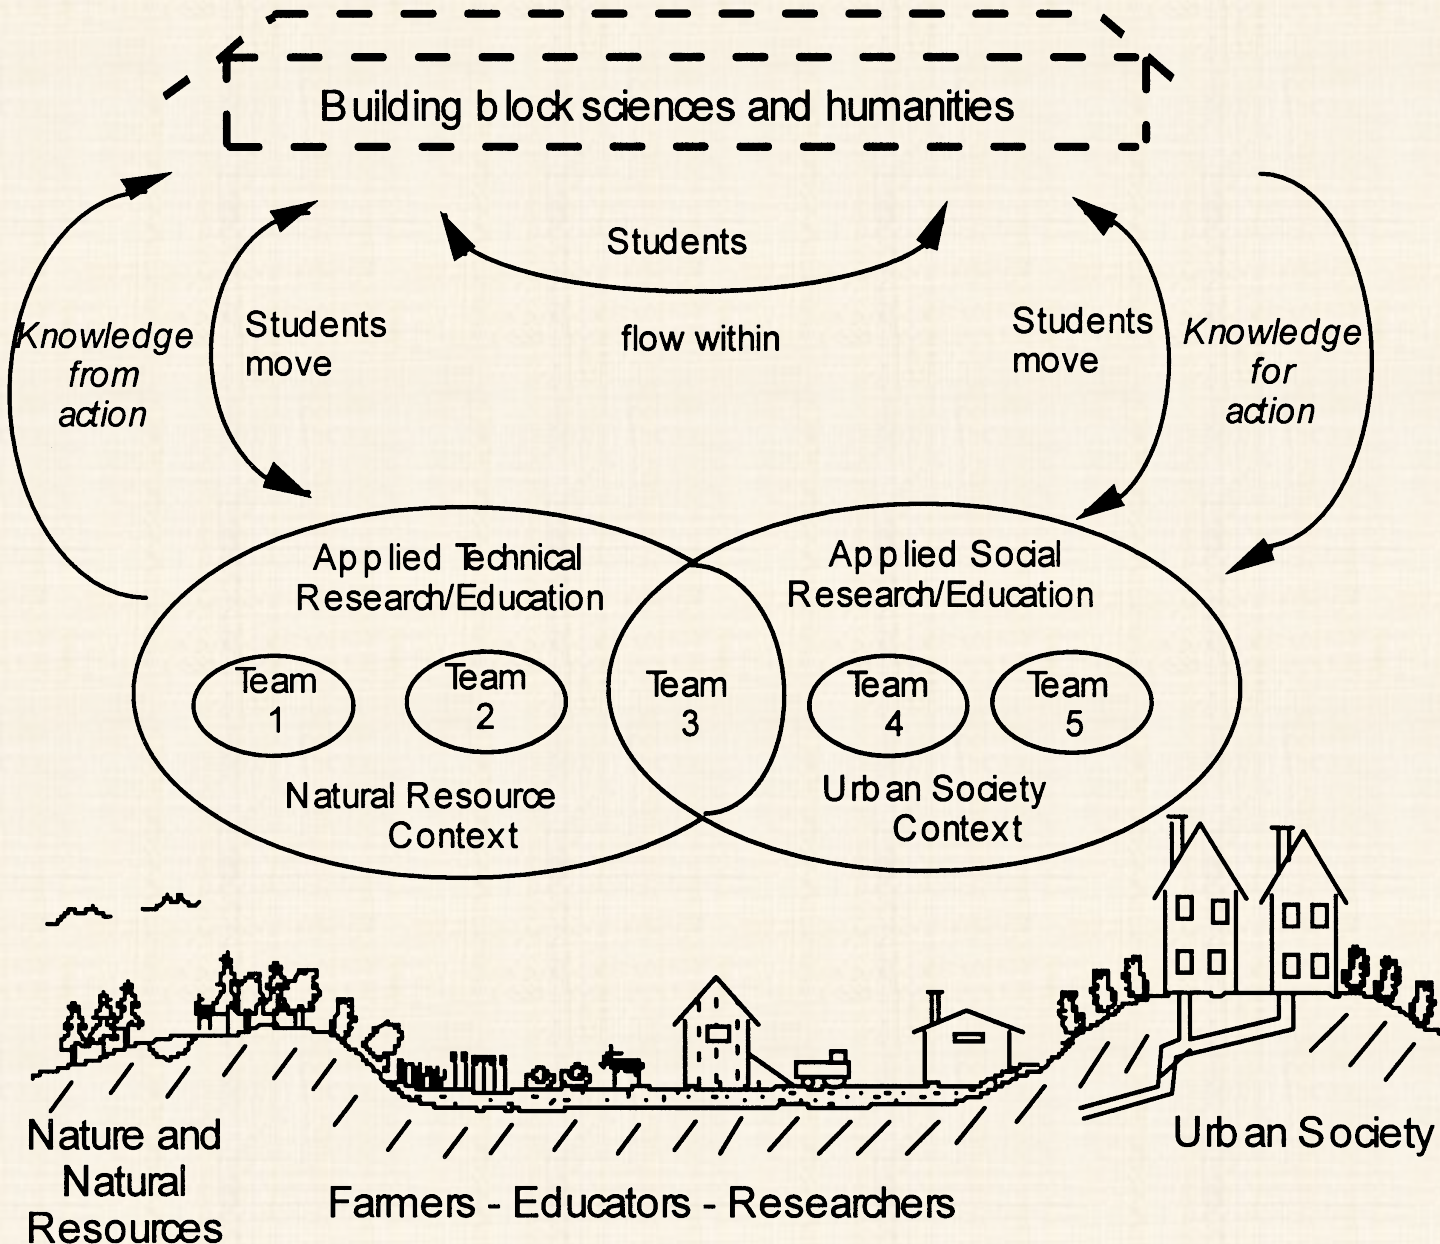 Building block sciences and humanities
Students
flow within
Knowledge
from
action
Students
move
Students
move
Knowledge
for
action
Applied Technical
Research/Education
Applied Social
Research/Education
Team
1
Team
2
Team
3
Team
4
Team
5
Natural Resource
Context
Urban Society
Context
Nature and
Natural
Resources
Farmers - Educators - Researchers
Urban Society